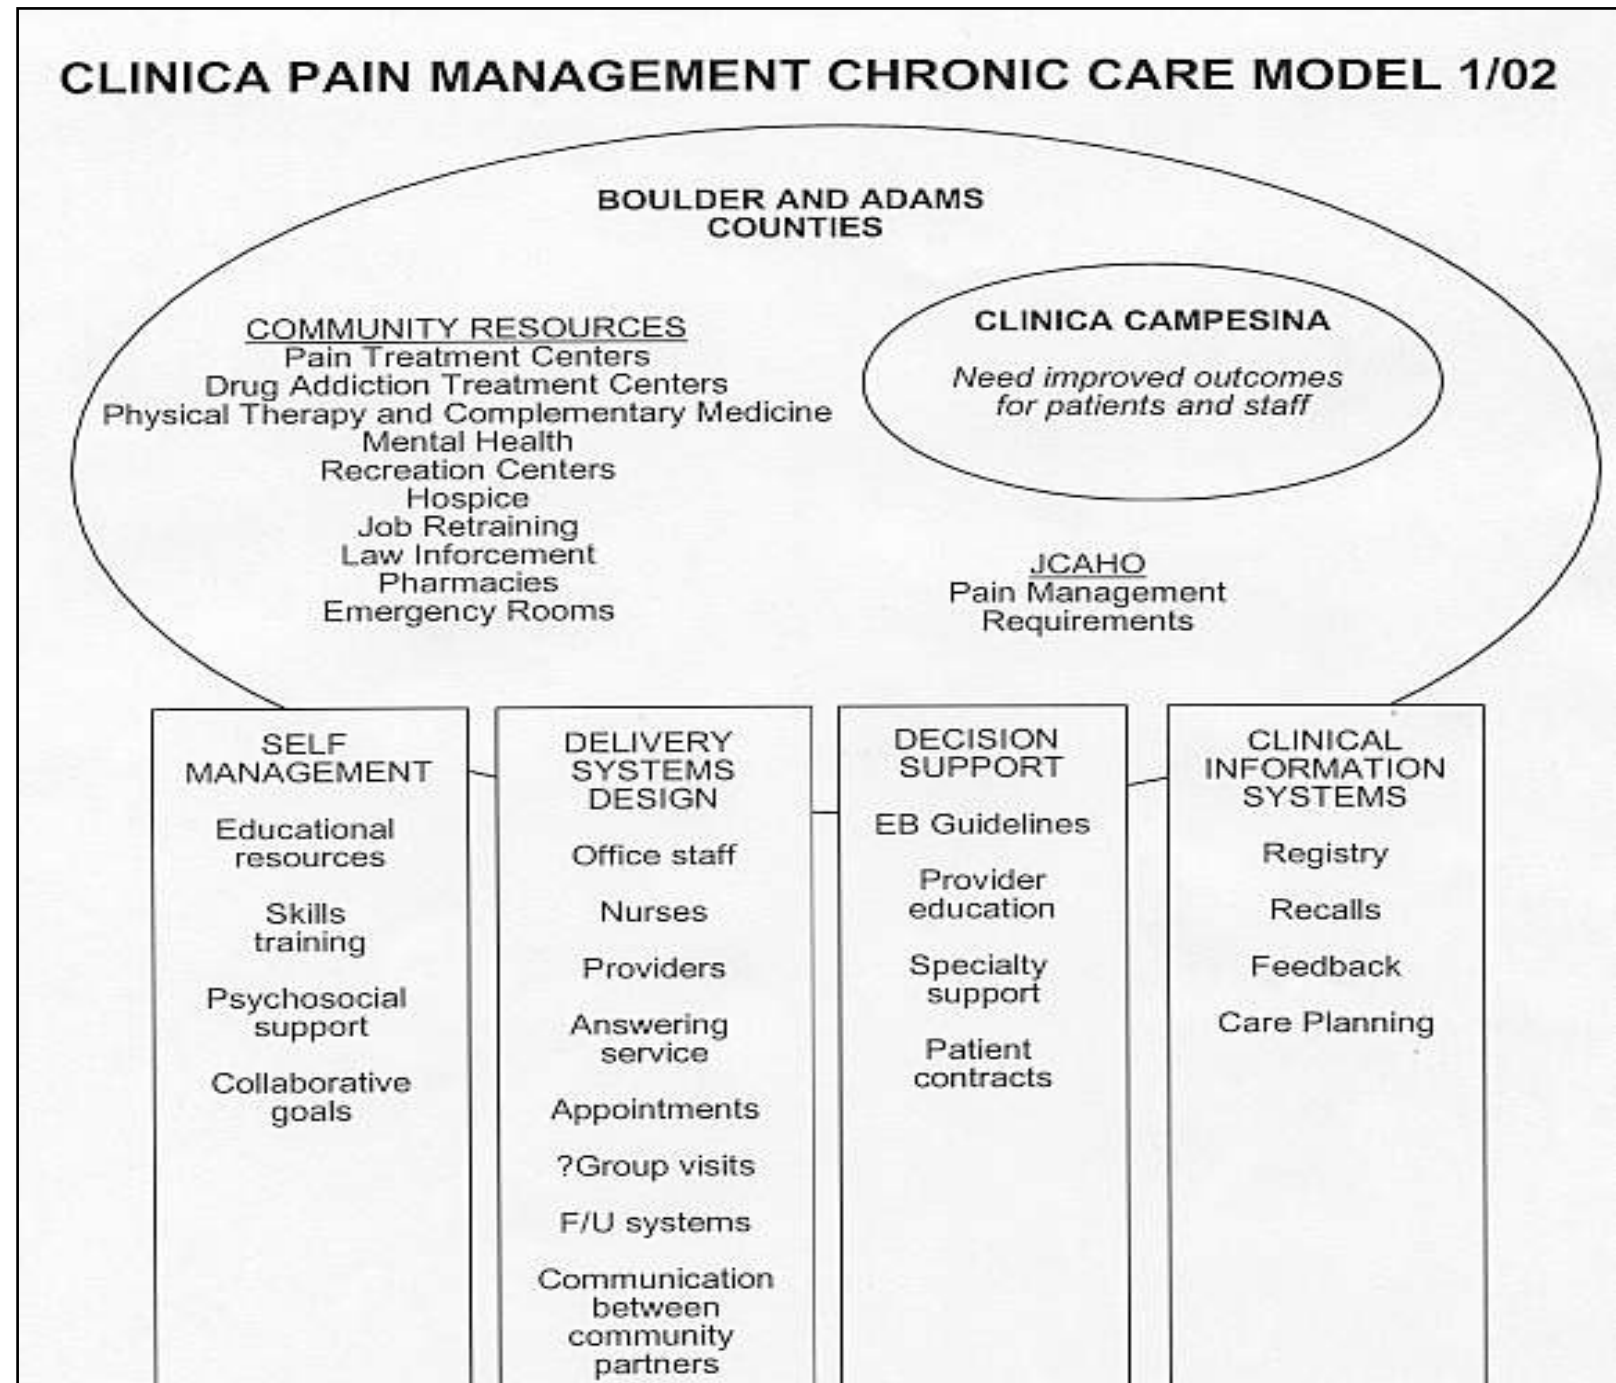 CLINICA PAIN MANAGEMENT CHRONIC CARE MODEL 1/02
BOULDER AND ADAMS
COUNTIES
COMMUNITY RESOURCES
Pain Treatment Centers
Drug Addiction Treatment Centers
Physical Therapy and Complementary Medicine
Mental Health
Recreation Centers
Hospice
Job Retraining
Law Inforcement
Pharmacies
Emergency Rooms
CLINICA CAMPESINA
Need improved outcomes
for patients and staff
JCAHO
Pain Management
Requirements
SELF
MANAGEMENT
Educational
resources
Skills
training
Psychosocial
support
Collaborative
goals
DELIVERY
SYSTEMS
DESIGN
Office staff
Nurses
Providers
Answering
service
Appointments
?Group visits
F/U systems
Communication
between
community
partners
DECISION
SUPPORT
EB Guidelines
Provider
education
Specialty
support
Patient
contracts
CLINICAL
INFORMATION
SYSTEMS
Registry
Recalls
Feedback
Care Planning